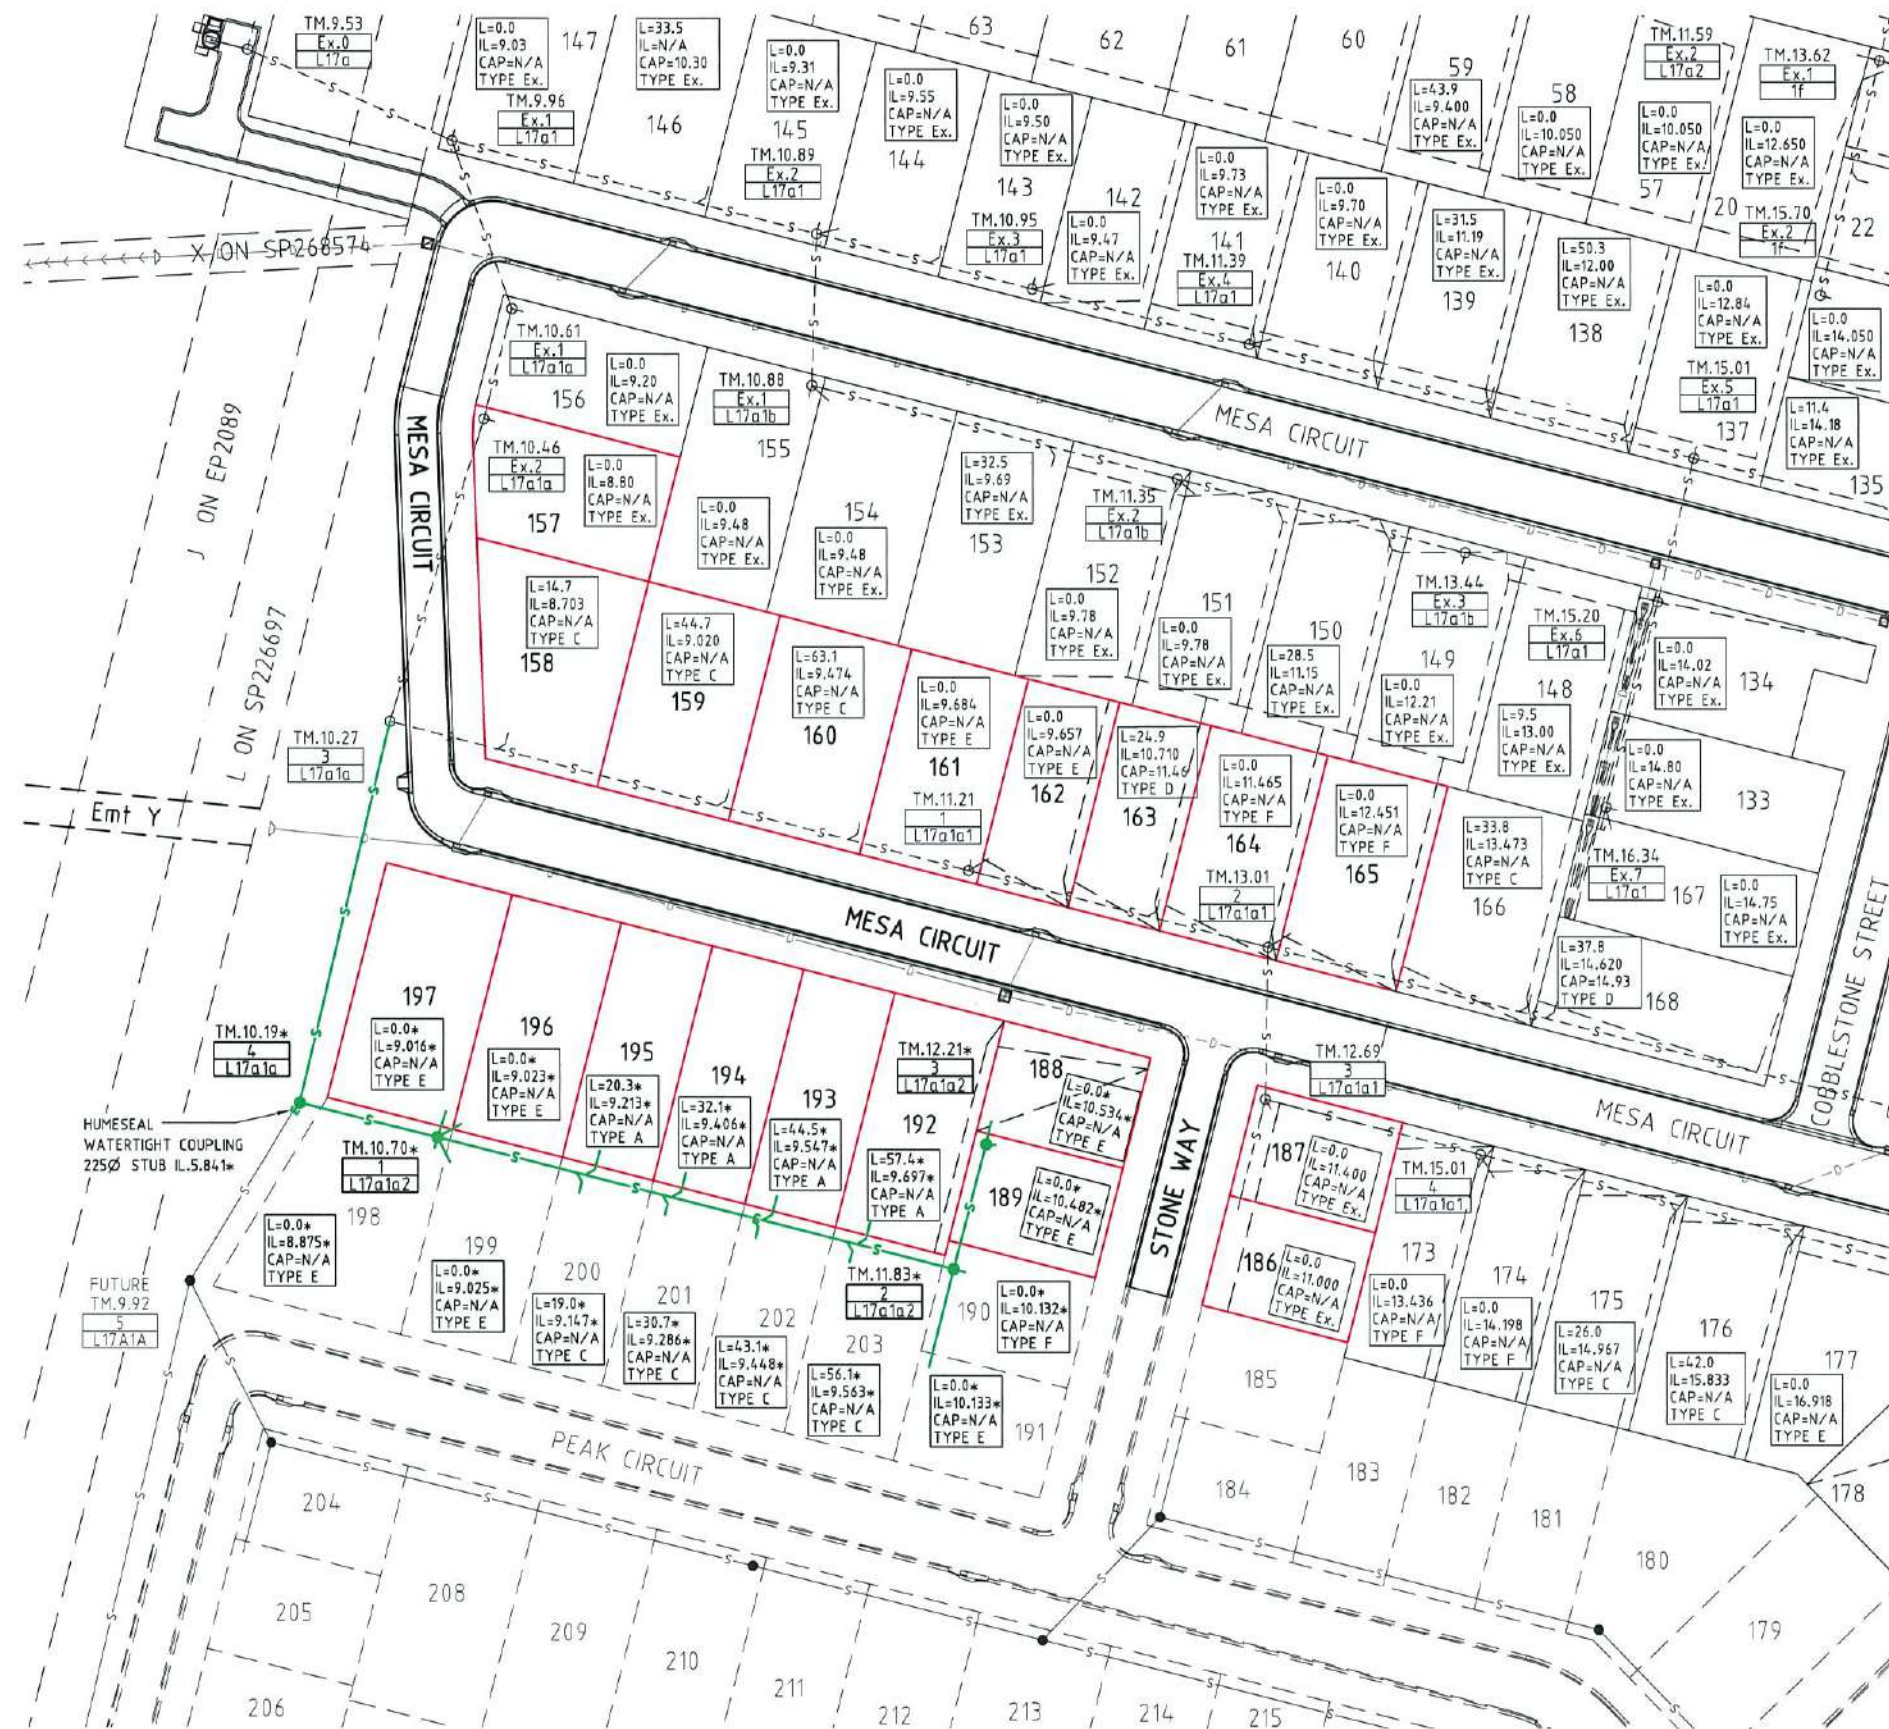 TM.9.53
Ex.0
L17a
L=0.0
IL=9.03
CAP=N/A
TYPE Ex.
147
L=33.5
IL=N/A
CAP=10.30
TYPE Ex.
146
L=0.0
IL=9.31
CAP=N/A
TYPE Ex.
145
L=0.0
IL=9.55
CAP=N/A
TYPE Ex.
144
63
62
61
60
L=0.0
IL=9.50
CAP=N/A
TYPE Ex.
143
59
L=43.9
IL=9.400
CAP=N/A
TYPE Ex.
58
L=0.0
IL=10.050
CAP=N/A
TYPE Ex.
TM.11.59
Ex.2
L17a2
L=0.0
IL=10.050
CAP=N/A
TYPE Ex.
57
TM.13.62
Ex.1
1f
L=0.0
IL=12.650
CAP=N/A
TYPE Ex.
20
TM.15.70
Ex.2
1f
22
TM.9.96
Ex.1
L17a1
TM.10.89
Ex.2
L17a1
TM.10.95
Ex.3
L17a1
142
L=0.0
IL=9.47
CAP=N/A
TYPE Ex.
L=0.0
IL=9.73
CAP=N/A
TYPE Ex.
141
TM.11.39
Ex.4
L17a1
L=0.0
IL=9.70
CAP=N/A
TYPE Ex.
140
L=31.5
IL=11.19
CAP=N/A
TYPE Ex.
139
L=50.3
IL=12.00
CAP=N/A
TYPE Ex.
138
L=0.0
IL=12.84
CAP=N/A
TYPE Ex.
TM.15.01
Ex.5
L17a1
137
L=0.0
IL=14.050
CAP=N/A
TYPE Ex.
L=11.4
IL=14.18
CAP=N/A
TYPE Ex.
135
X ON SP268574
J ON EP2089
L ON SP226697
MESA CIRCUIT
MESA CIRCUIT
TM.10.61
Ex.1
L17a1a
156
L=0.0
IL=9.20
CAP=N/A
TYPE Ex.
TM.10.88
Ex.1
L17a1b
155
L=0.0
IL=9.48
CAP=N/A
TYPE Ex.
TM.10.46
Ex.2
L17a1a
157
L=0.0
IL=8.80
CAP=N/A
TYPE Ex.
154
L=0.0
IL=9.48
CAP=N/A
TYPE Ex.
L=32.5
IL=9.69
CAP=N/A
TYPE Ex.
153
TM.11.35
Ex.2
L17a1b
152
L=0.0
IL=9.78
CAP=N/A
TYPE Ex.
151
L=0.0
IL=9.78
CAP=N/A
TYPE Ex.
150
L=28.5
IL=11.15
CAP=N/A
TYPE Ex.
TM.13.44
Ex.3
L17a1b
149
L=0.0
IL=12.21
CAP=N/A
TYPE Ex.
TM.15.20
Ex.6
L17a1
148
L=9.5
IL=13.00
CAP=N/A
TYPE Ex.
L=0.0
IL=14.02
CAP=N/A
TYPE Ex.
134
L=0.0
IL=14.80
CAP=N/A
TYPE Ex.
133
L=14.7
IL=8.703
CAP=N/A
TYPE C
158
L=44.7
IL=9.020
CAP=N/A
TYPE C
159
L=63.1
IL=9.474
CAP=N/A
TYPE C
160
L=0.0
IL=9.684
CAP=N/A
TYPE E
161
TM.11.21
1
L17a1a1
L=0.0
IL=9.657
CAP=N/A
TYPE E
162
L=24.9
IL=10.710
CAP=11.46
TYPE D
163
L=0.0
IL=11.465
CAP=N/A
TYPE F
164
TM.13.01
2
L17a1a1
L=0.0
IL=12.451
CAP=N/A
TYPE F
165
L=33.8
IL=13.473
CAP=N/A
TYPE C
166
TM.16.34
Ex.7
L17a1
167
L=0.0
IL=14.75
CAP=N/A
TYPE Ex.
L=37.8
IL=14.620
CAP=14.93
TYPE D
168
COBBLESTONE STREET
TM.10.27
3
L17a1a
Emt Y
MESA CIRCUIT
197
L=0.0*
IL=9.016*
CAP=N/A
TYPE E
196
L=0.0*
IL=9.023*
CAP=N/A
TYPE E
195
L=20.3*
IL=9.213*
CAP=N/A
TYPE A
194
L=32.1*
IL=9.406*
CAP=N/A
TYPE A
193
L=44.5*
IL=9.547*
CAP=N/A
TYPE A
192
L=57.4*
IL=9.697*
CAP=N/A
TYPE A
TM.12.21*
3
L17a1a2
188
L=0.0*
IL=10.534*
CAP=N/A
TYPE E
189
L=0.0*
IL=10.482*
CAP=N/A
TYPE E
STONE WAY
TM.12.69
3
L17a1a1
MESA CIRCUIT
187
L=0.0
IL=11.400
CAP=N/A
TYPE Ex.
186
L=0.0
IL=11.000
CAP=N/A
TYPE Ex.
TM.15.01
4
L17a1a1
TM.10.19*
4
L17a1a
HUMESEAL
WATERTIGHT COUPLING
225Ø STUB IL.5.841*
TM.10.70*
1
L17a1a2
198
L=0.0*
IL=8.875*
CAP=N/A
TYPE E
199
L=0.0*
IL=9.025*
CAP=N/A
TYPE E
200
L=19.0*
IL=9.147*
CAP=N/A
TYPE C
201
L=30.7*
IL=9.286*
CAP=N/A
TYPE C
202
L=43.1*
IL=9.448*
CAP=N/A
TYPE C
203
L=56.1*
IL=9.563*
CAP=N/A
TYPE C
TM.11.83*
2
L17a1a2
190
L=0.0*
IL=10.132*
CAP=N/A
TYPE F
L=0.0*
IL=10.133*
CAP=N/A
TYPE E
191
173
L=0.0
IL=13.436
CAP=N/A
TYPE F
174
L=0.0
IL=14.198
CAP=N/A
TYPE F
175
L=26.0
IL=14.967
CAP=N/A
TYPE C
176
L=42.0
IL=15.833
CAP=N/A
TYPE C
177
L=0.0
IL=16.918
CAP=N/A
TYPE E
FUTURE
TM.9.92
5
L17A1A
PEAK CIRCUIT
185
184
183
182
181
180
179
178
204
205
206
208
209
210
211
212
213
214
215